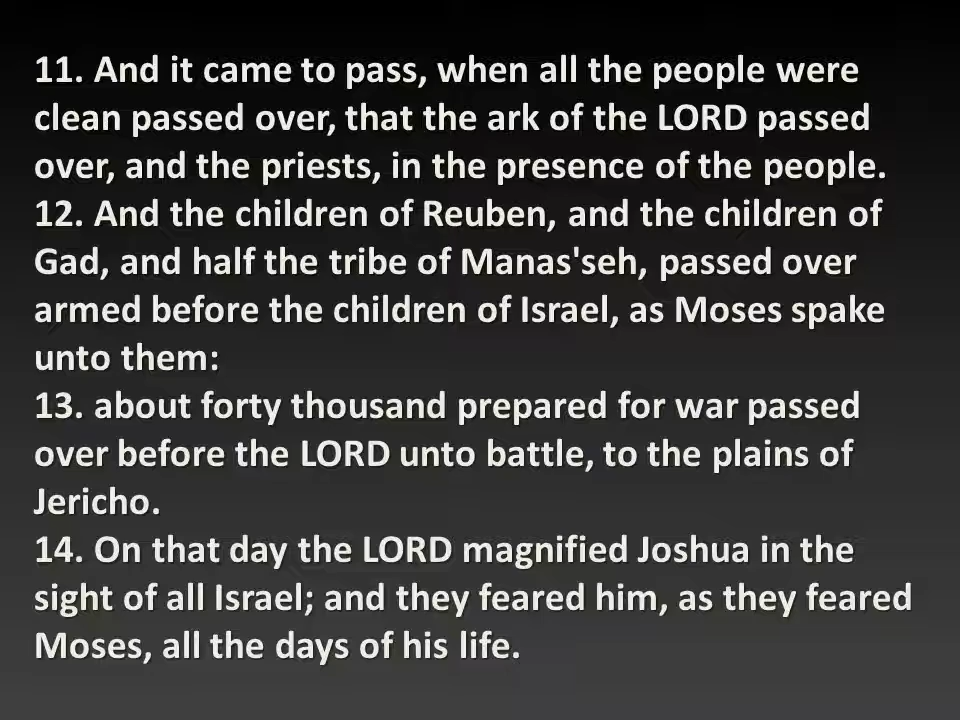 11. And it came to pass, when all the people were
clean passed over, that the ark of the LORD passed
over, and the priests, in the presence of the people.
12. And the children of Reuben, and the children of
Gad, and half the tribe of Manas'seh, passed over
armed before the children of Israel, as Moses spake
unto them:
13. about forty thousand prepared for war passed
over before the LORD unto battle, to the plains of
Jericho.
14. On that day the LORD magnified Joshua in the
sight of all Israel; and they feared him, as they feared
Moses, all the days of his life.